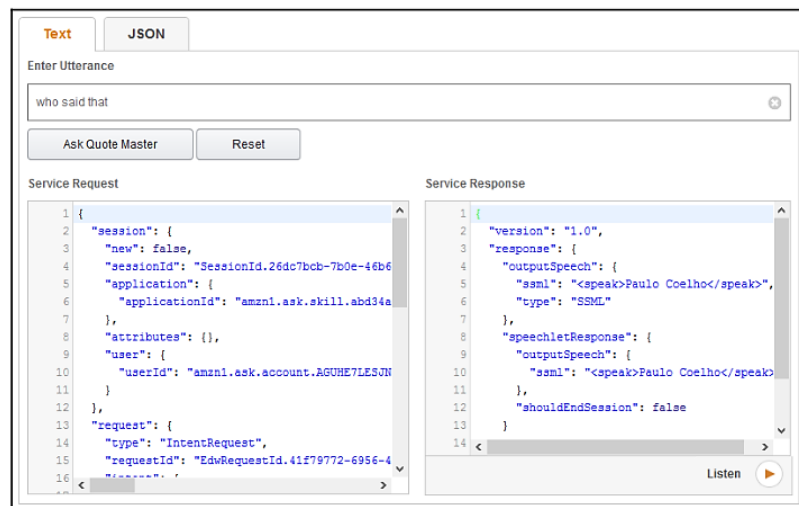 Text JSON
Enter Utterance
who said that
Ask Quote Master Reset
Service Request
1 {
2 "session": {
3 "new": false,
4 "sessionId": "SessionId.26dc7bcb-7b0e-46b6
5 "application": {
6 "applicationId": "amzn1.ask.skill.abd34a
7 },
8 "attributes": {},
9 "user": {
10 "userId": "amzn1.ask.account.AGUHE7LESJN
11 }
12 },
13 "request": {
14 "type": "IntentRequest",
15 "requestId": "EdwRequestId.41f79772-6956-4
16 "intent": {
Service Response
1 {
2 "version": "1.0",
3 "response": {
4 "outputSpeech": {
5 "ssml": "<speak>Paulo Coelho</speak>",
6 "type": "SSML"
7 },
8 "speechletResponse": {
9 "outputSpeech": {
10 "ssml": "<speak>Paulo Coelho</speak>
11 },
12 "shouldEndSession": false
13 }
14
Listen